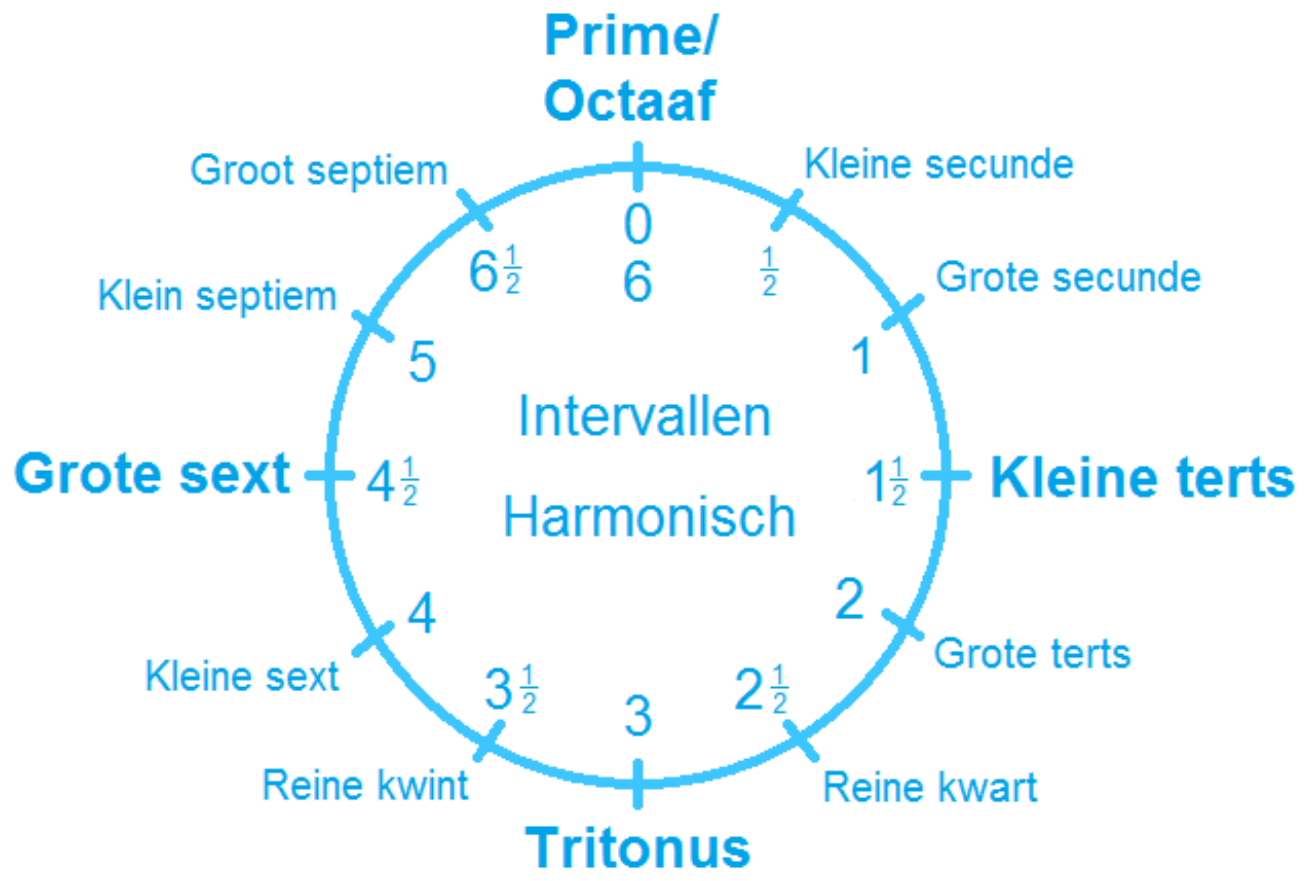 Prime/
Octaaf
Groot septiem
Kleine secunde
0
6
6½
½
Klein septiem
Grote secunde
5
1
Intervallen
Harmonisch
Grote sext
4½
1½
Kleine terts
4
2
Kleine sext
Grote terts
3½
3
2½
Reine kwint
Reine kwart
Tritonus